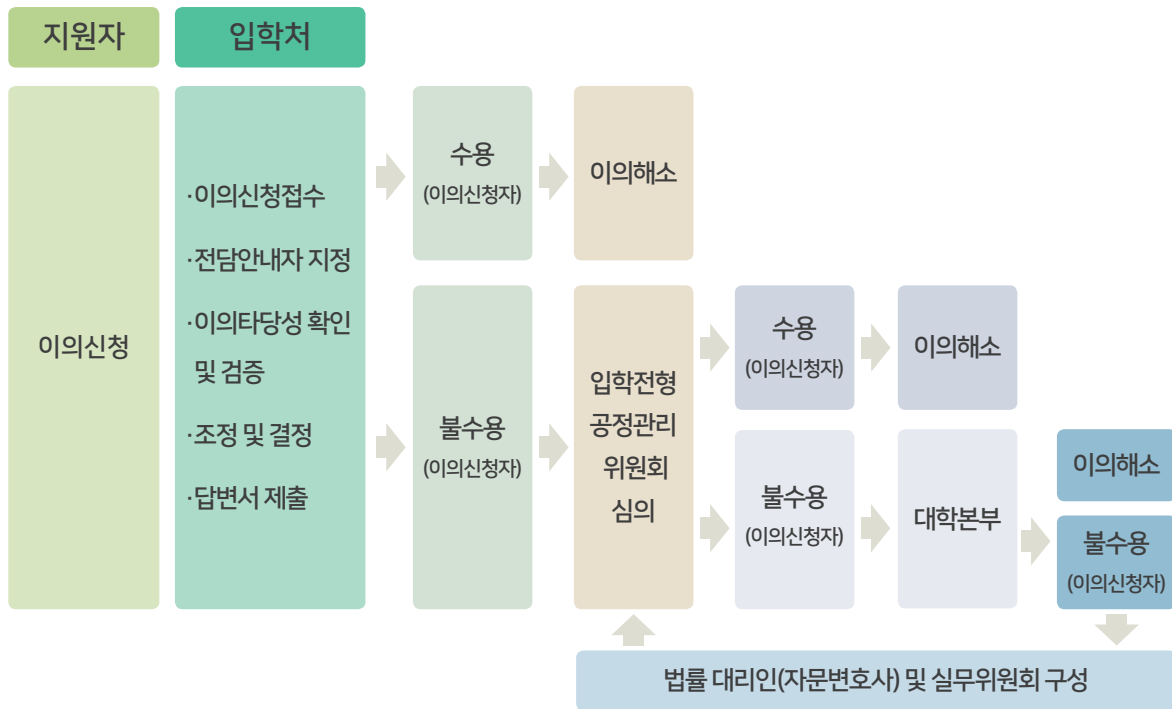 지원자
입학처
이의신청
·이의신청접수
·전담안내자 지정
·이의타당성 확인
및 검증
·조정 및 결정
·답변서 제출
수용
(이의신청자)
이의해소
불수용
(이의신청자)
입학전형
공정관리
위원회
심의
수용
(이의신청자)
이의해소
불수용
(이의신청자)
대학본부
이의해소
불수용
(이의신청자)
법률 대리인(자문변호사) 및 실무위원회 구성